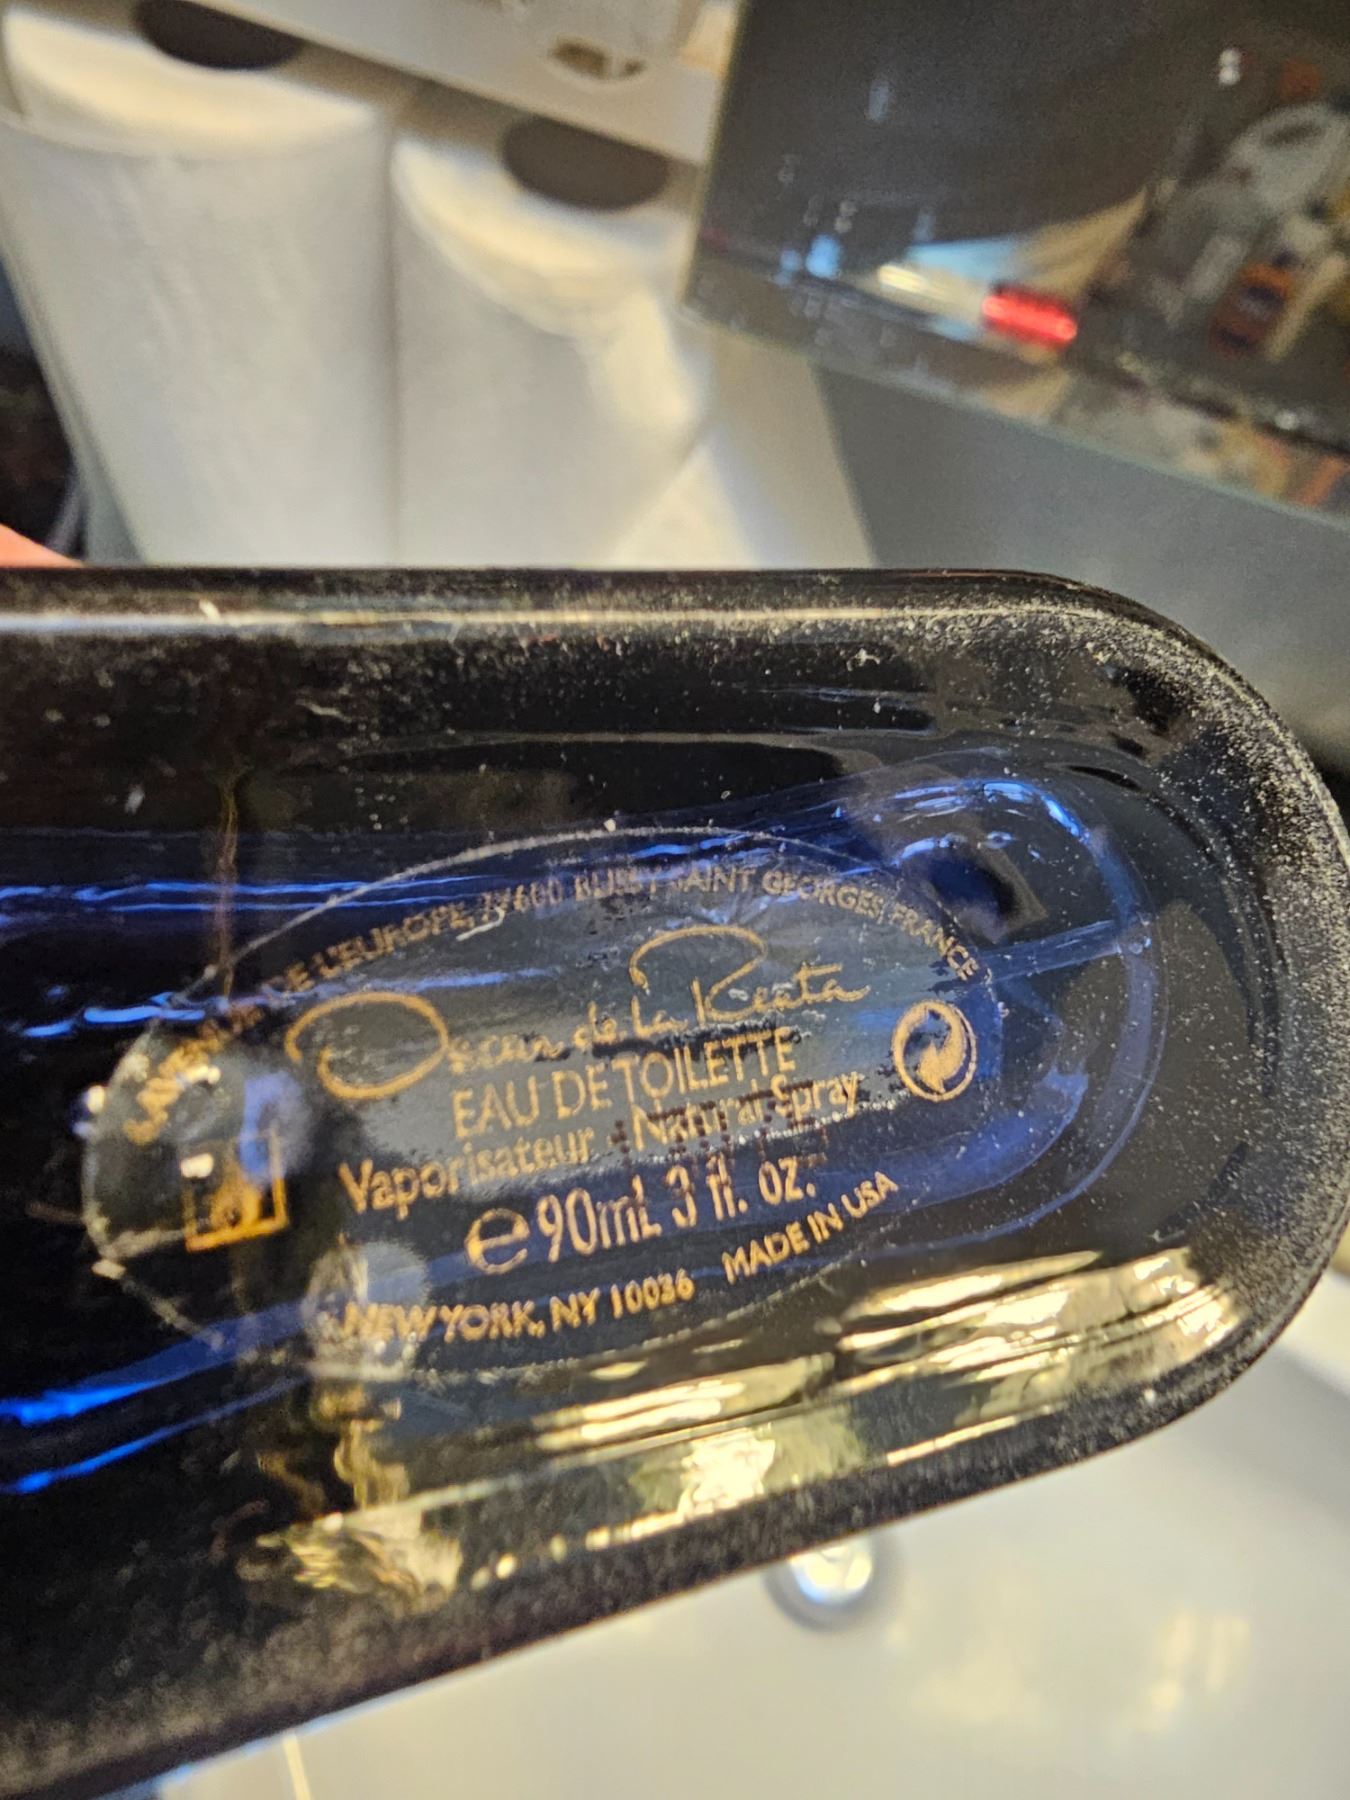 DE L'EUROPE, 77600 BUSSY SAINT GEORGES, FRANCE
Oscar de la Renta
EAU DE TOILETTE
Vaporisateur - Natural Spray
e 90mL 3 fl. oz.
NEW YORK, NY 10036 MADE IN USA